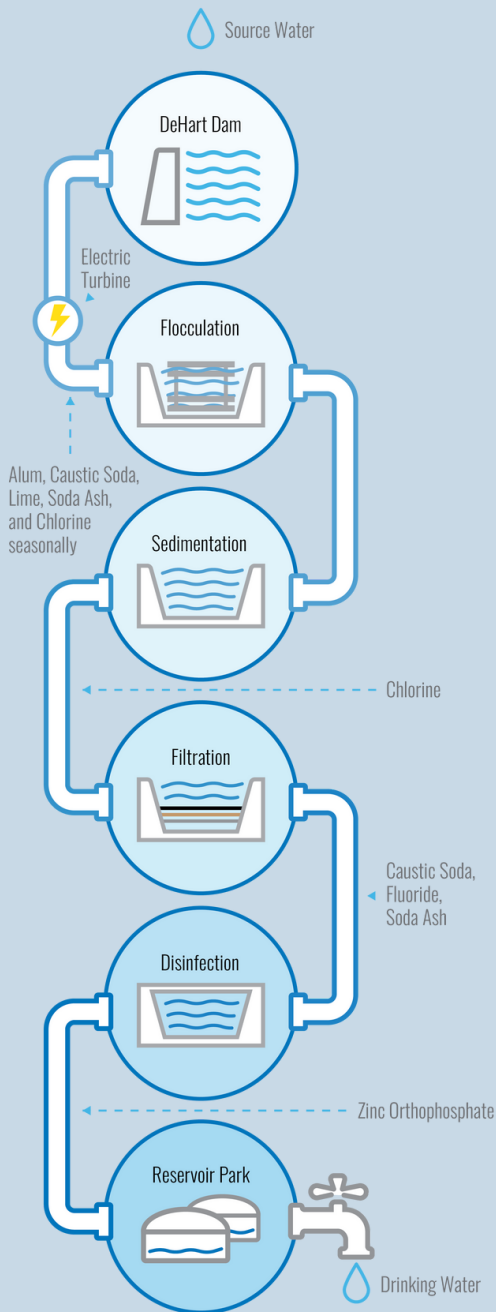 Source Water
DeHart Dam
Electric
Turbine
Flocculation
Alum, Caustic Soda,
Lime, Soda Ash,
and Chlorine
seasonally
Sedimentation
Chlorine
Filtration
Caustic Soda,
Fluoride,
Soda Ash
Disinfection
Zinc Orthophosphate
Reservoir Park
Drinking Water